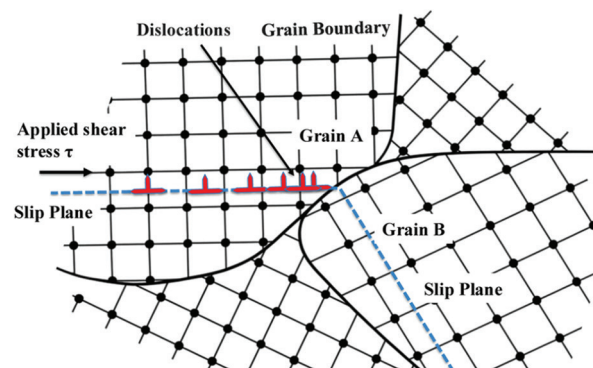 Dislocations
Grain Boundary
Grain A
Applied shear
stress τ
Slip Plane
Grain B
Slip Plane